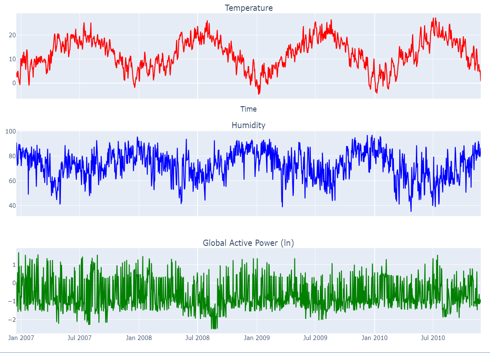 Temperature
20
10
0
Time
Humidity
100
80
60
40
Global Active Power (ln)
1
0
−1
−2
Jan 2007 Jul 2007 Jan 2008 Jul 2008 Jan 2009 Jul 2009 Jan 2010 Jul 2010